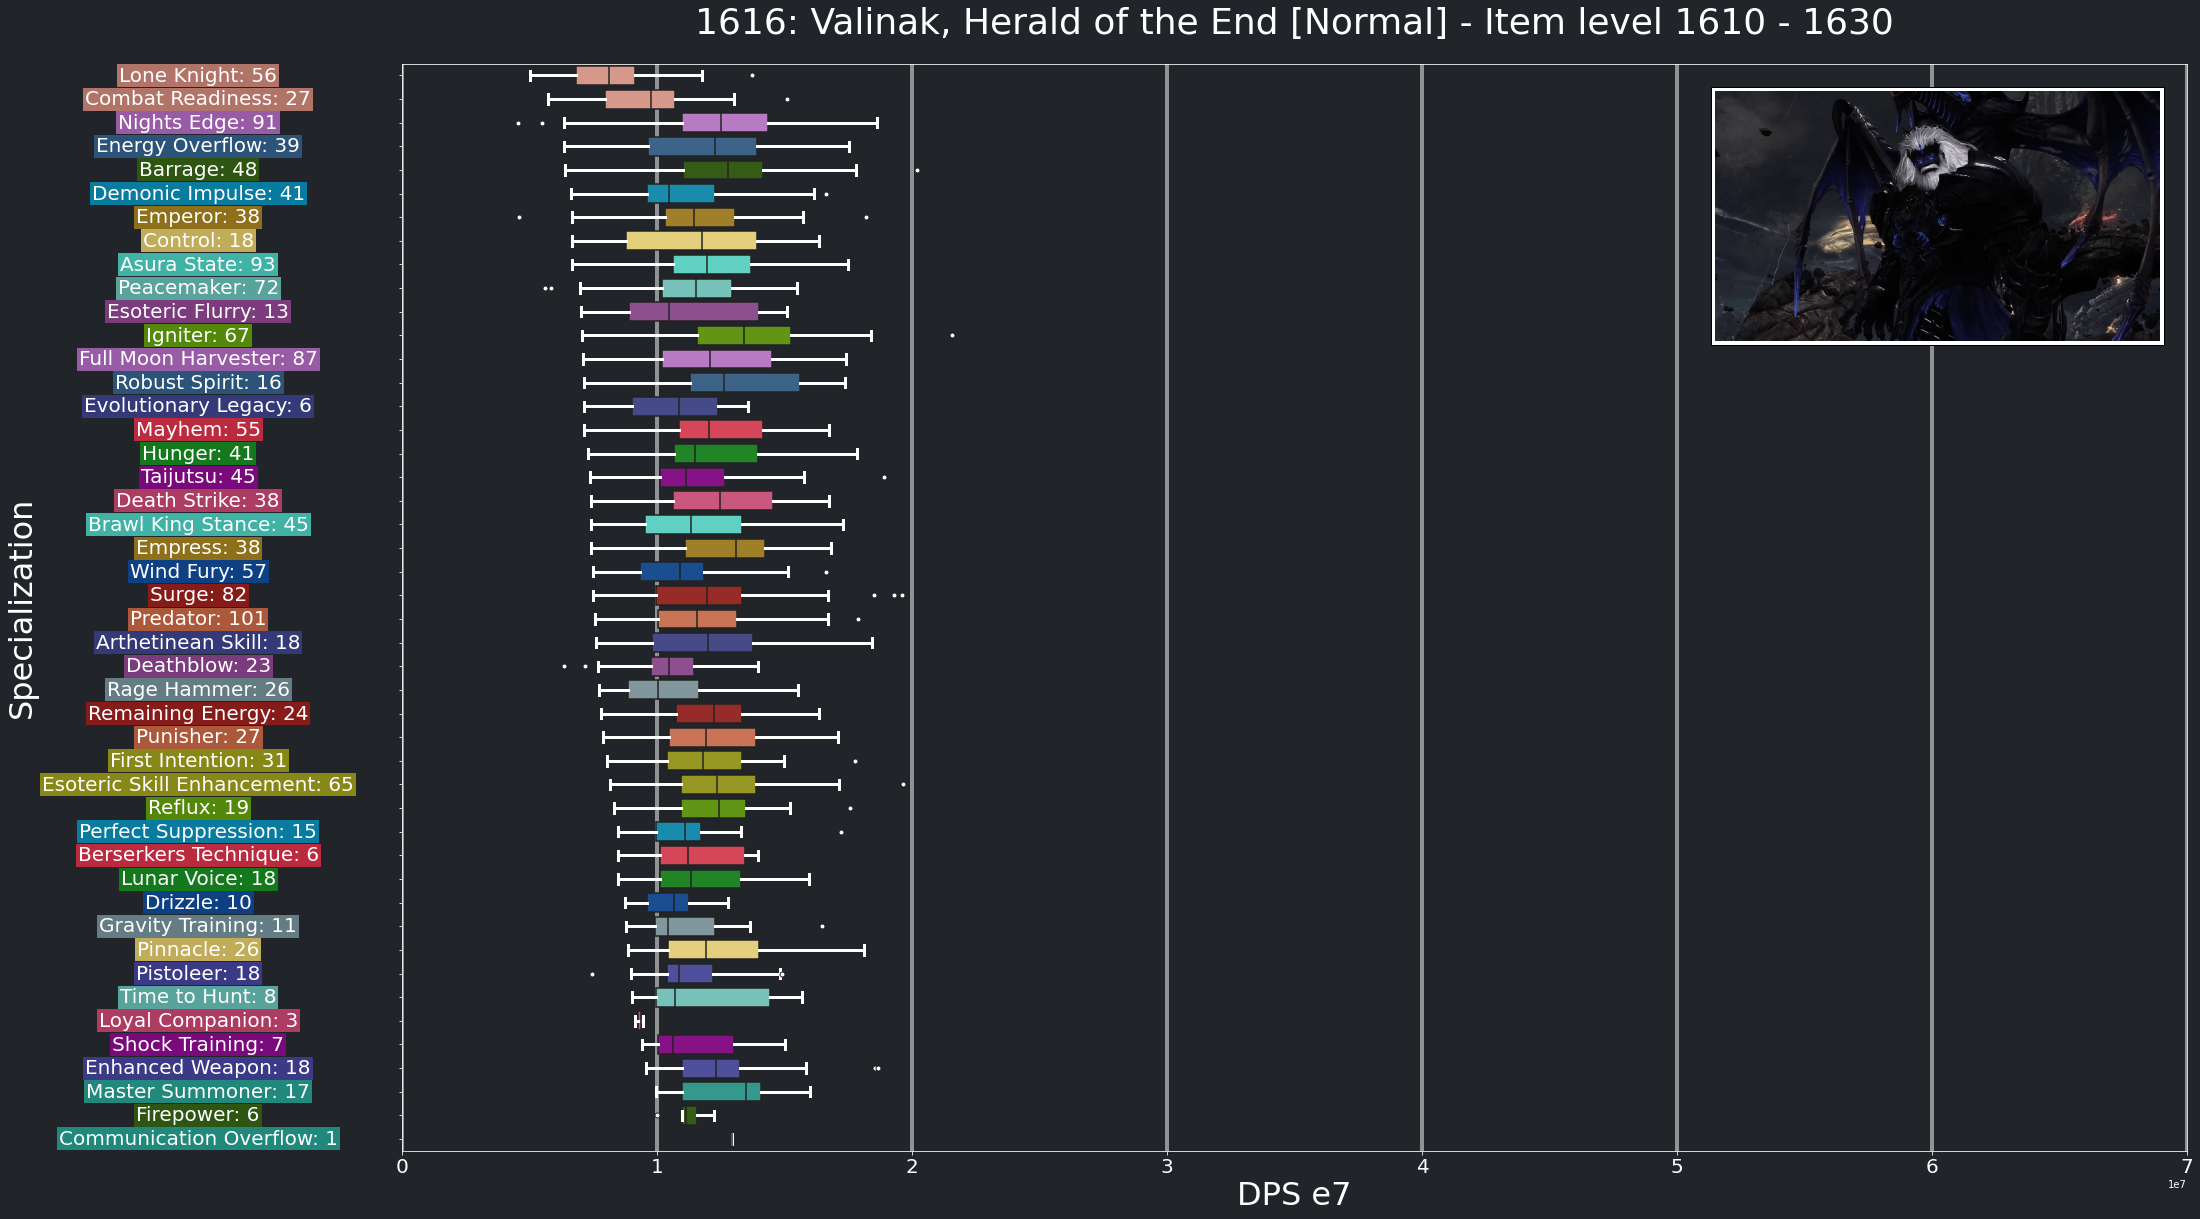 1616: Valinak, Herald of the End [Normal] - Item level 1610 - 1630
Specialization
Lone Knight: 56
Combat Readiness: 27
Nights Edge: 91
Energy Overflow: 39
Barrage: 48
Demonic Impulse: 41
Emperor: 38
Control: 18
Asura State: 93
Peacemaker: 72
Esoteric Flurry: 13
Igniter: 67
Full Moon Harvester: 87
Robust Spirit: 16
Evolutionary Legacy: 6
Mayhem: 55
Hunger: 41
Taijutsu: 45
Death Strike: 38
Brawl King Stance: 45
Empress: 38
Wind Fury: 57
Surge: 82
Predator: 101
Arthetinean Skill: 18
Deathblow: 23
Rage Hammer: 26
Remaining Energy: 24
Punisher: 27
First Intention: 31
Esoteric Skill Enhancement: 65
Reflux: 19
Perfect Suppression: 15
Berserkers Technique: 6
Lunar Voice: 18
Drizzle: 10
Gravity Training: 11
Pinnacle: 26
Pistoleer: 18
Time to Hunt: 8
Loyal Companion: 3
Shock Training: 7
Enhanced Weapon: 18
Master Summoner: 17
Firepower: 6
Communication Overflow: 1
0 1 2 3 4 5 6 7
1e7
DPS e7